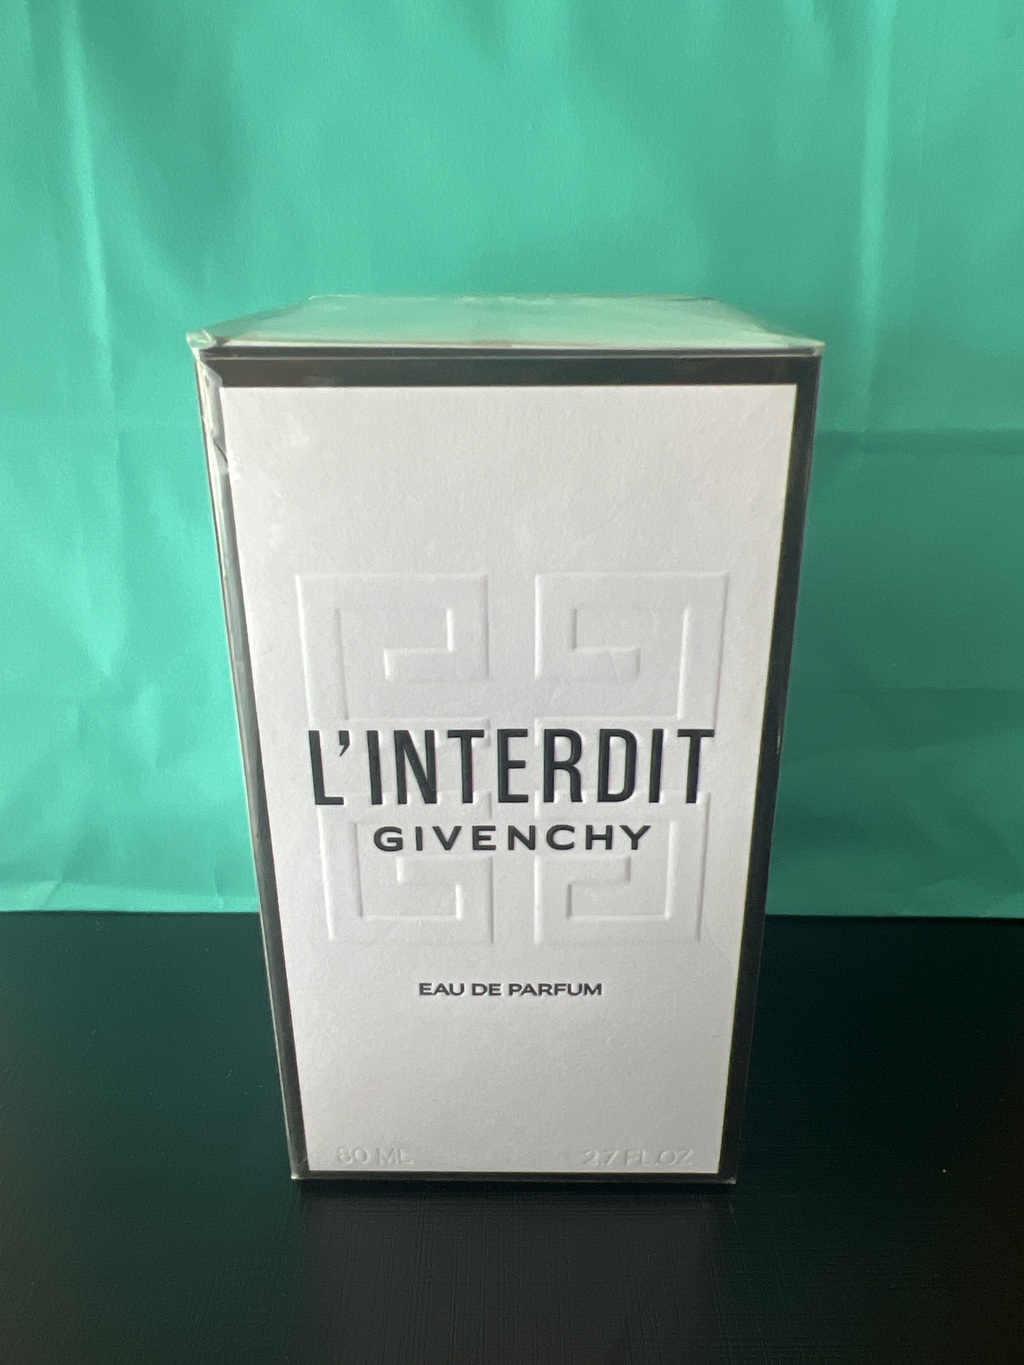 L'INTERDIT
GIVENCHY
EAU DE PARFUM
80 ML 2.7 FL.OZ